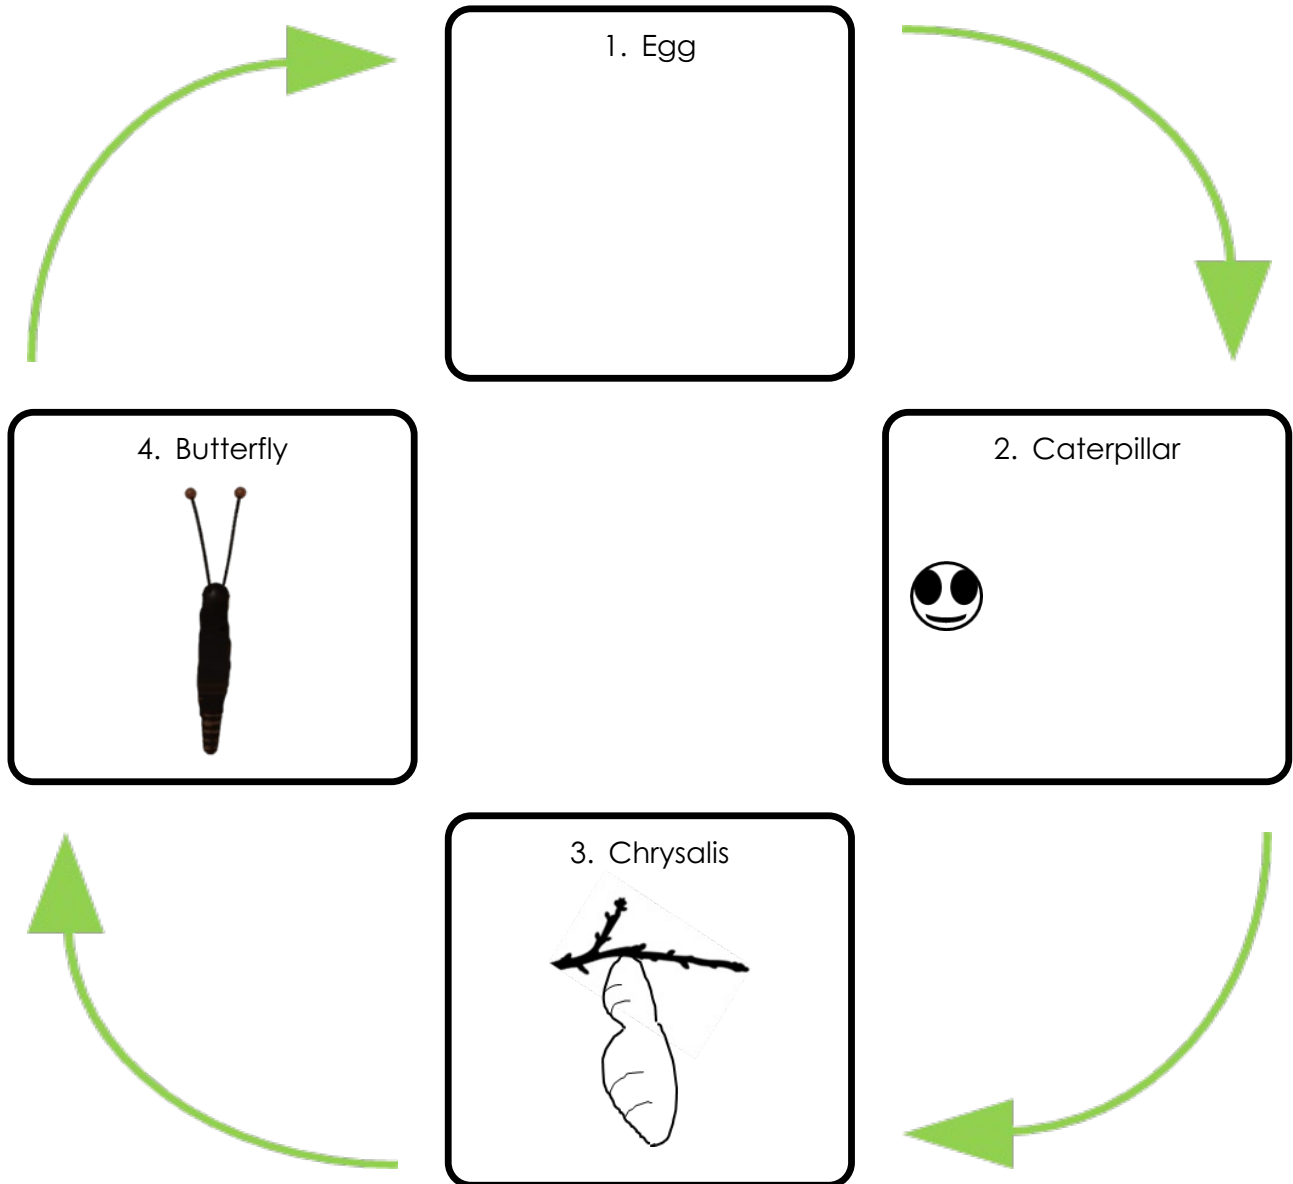 1. Egg
4. Butterfly
2. Caterpillar
3. Chrysalis